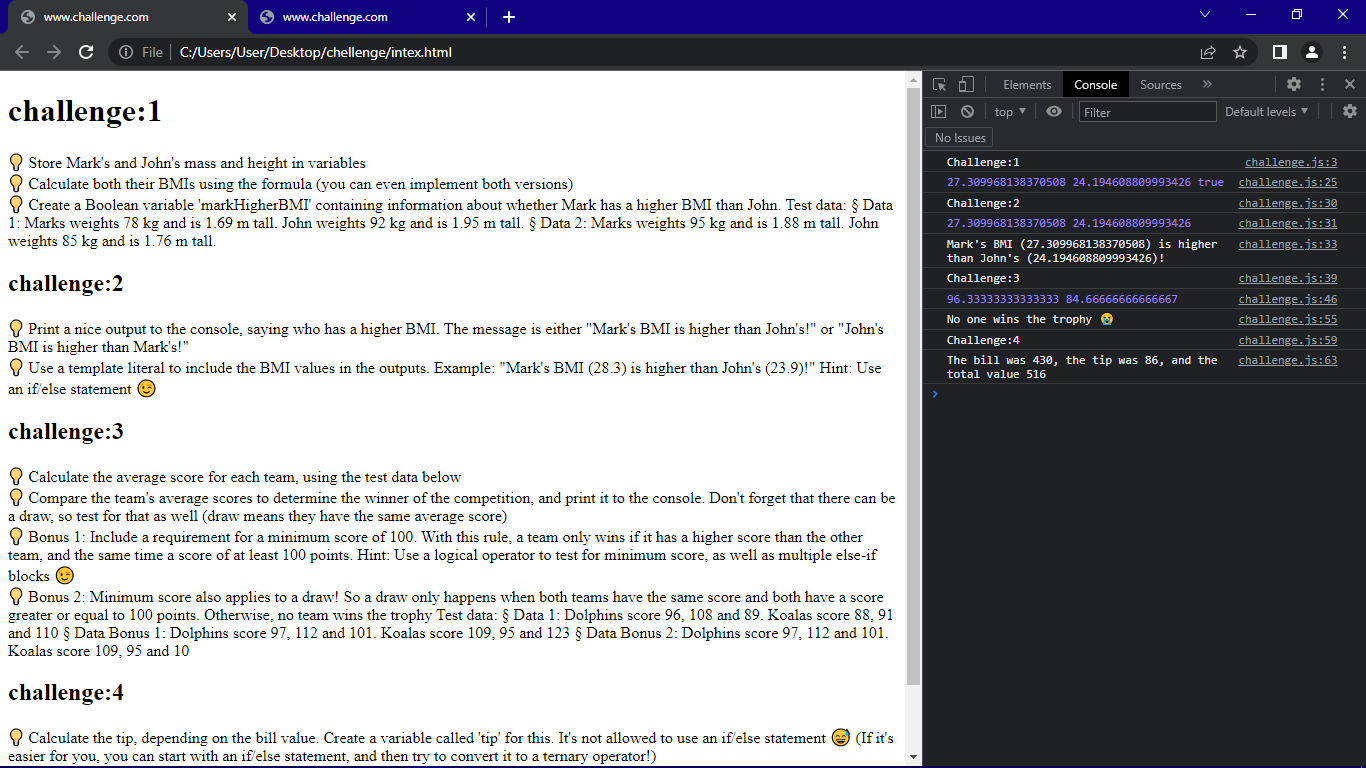 www.challenge.com
www.challenge.com
File C:/Users/User/Desktop/chellenge/intex.html
challenge:1
💡 Store Mark's and John's mass and height in variables
💡 Calculate both their BMIs using the formula (you can even implement both versions)
💡 Create a Boolean variable 'markHigherBMI' containing information about whether Mark has a higher BMI than John. Test data: § Data
1: Marks weights 78 kg and is 1.69 m tall. John weights 92 kg and is 1.95 m tall. § Data 2: Marks weights 95 kg and is 1.88 m tall. John
weights 85 kg and is 1.76 m tall.
challenge:2
💡 Print a nice output to the console, saying who has a higher BMI. The message is either "Mark's BMI is higher than John's!" or "John's
BMI is higher than Mark's!"
💡 Use a template literal to include the BMI values in the outputs. Example: "Mark's BMI (28.3) is higher than John's (23.9)!" Hint: Use
an if/else statement 😉
challenge:3
💡 Calculate the average score for each team, using the test data below
💡 Compare the team's average scores to determine the winner of the competition, and print it to the console. Don't forget that there can be
a draw, so test for that as well (draw means they have the same average score)
💡 Bonus 1: Include a requirement for a minimum score of 100. With this rule, a team only wins if it has a higher score than the other
team, and the same time a score of at least 100 points. Hint: Use a logical operator to test for minimum score, as well as multiple else-if
blocks 😉
💡 Bonus 2: Minimum score also applies to a draw! So a draw only happens when both teams have the same score and both have a score
greater or equal to 100 points. Otherwise, no team wins the trophy Test data: § Data 1: Dolphins score 96, 108 and 89. Koalas score 88, 91
and 110 § Data Bonus 1: Dolphins score 97, 112 and 101. Koalas score 109, 95 and 123 § Data Bonus 2: Dolphins score 97, 112 and 101.
Koalas score 109, 95 and 10
challenge:4
💡 Calculate the tip, depending on the bill value. Create a variable called 'tip' for this. It's not allowed to use an if/else statement 😅 (If it's
easier for you, you can start with an if/else statement, and then try to convert it to a ternary operator!)
Elements Console Sources »
top Filter Default levels
No Issues
Challenge:1 challenge.js:3
27.309968138370508 24.194608809993426 true challenge.js:25
Challenge:2 challenge.js:30
27.309968138370508 24.194608809993426 challenge.js:31
Mark's BMI (27.309968138370508) is higher challenge.js:33
than John's (24.194608809993426)!
Challenge:3 challenge.js:39
96.33333333333333 84.66666666666667 challenge.js:46
No one wins the trophy 😭 challenge.js:55
Challenge:4 challenge.js:59
The bill was 430, the tip was 86, and the challenge.js:63
total value 516